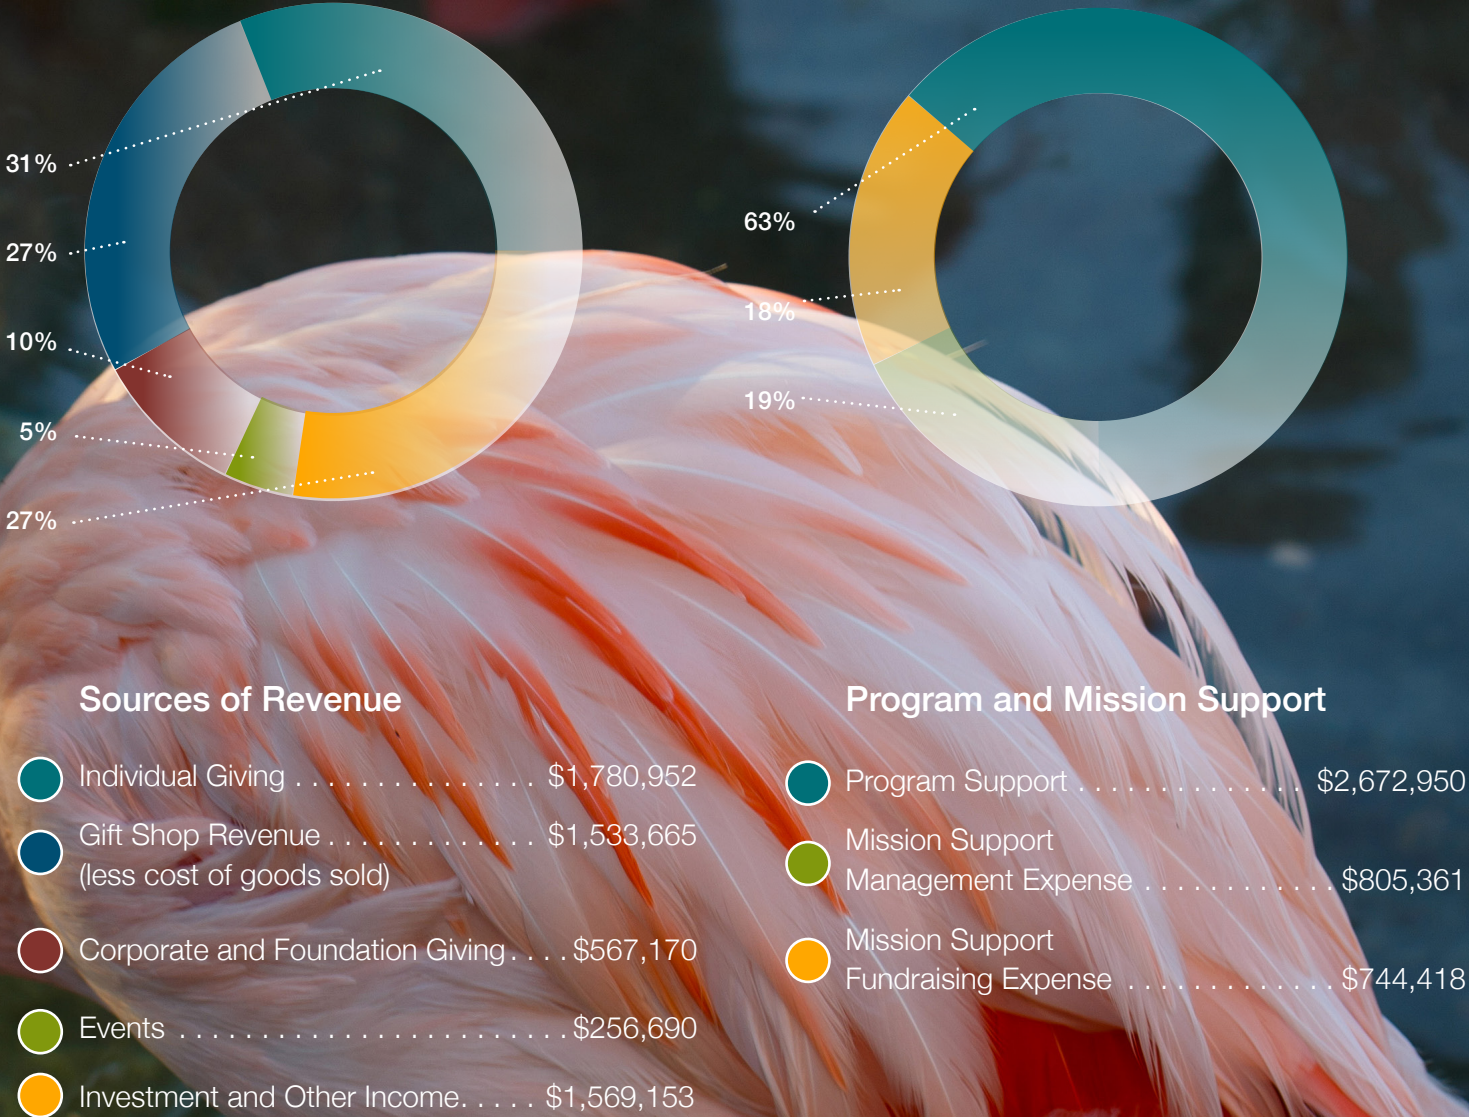 31%
27%
10%
5%
27%
63%
18%
19%
Sources of Revenue
Individual Giving . . . . . . . . . . . . . . $1,780,952
Gift Shop Revenue . . . . . . . . . . . . $1,533,665
(less cost of goods sold)
Corporate and Foundation Giving. . . . $567,170
Events . . . . . . . . . . . . . . . . . . . . . . $256,690
Investment and Other Income. . . . . $1,569,153
Program and Mission Support
Program Support . . . . . . . . . . . . . $2,672,950
Mission Support
Management Expense . . . . . . . . . . . $805,361
Mission Support
Fundraising Expense . . . . . . . . . . . . $744,418